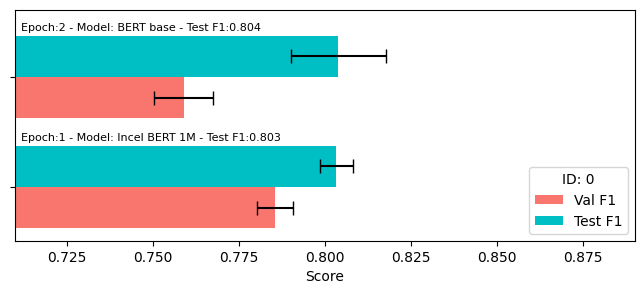 Epoch:2 - Model: BERT base - Test F1:0.804
Epoch:1 - Model: Incel BERT 1M - Test F1:0.803
ID: 0
Val F1
Test F1
0.725 0.750 0.775 0.800 0.825 0.850 0.875
Score